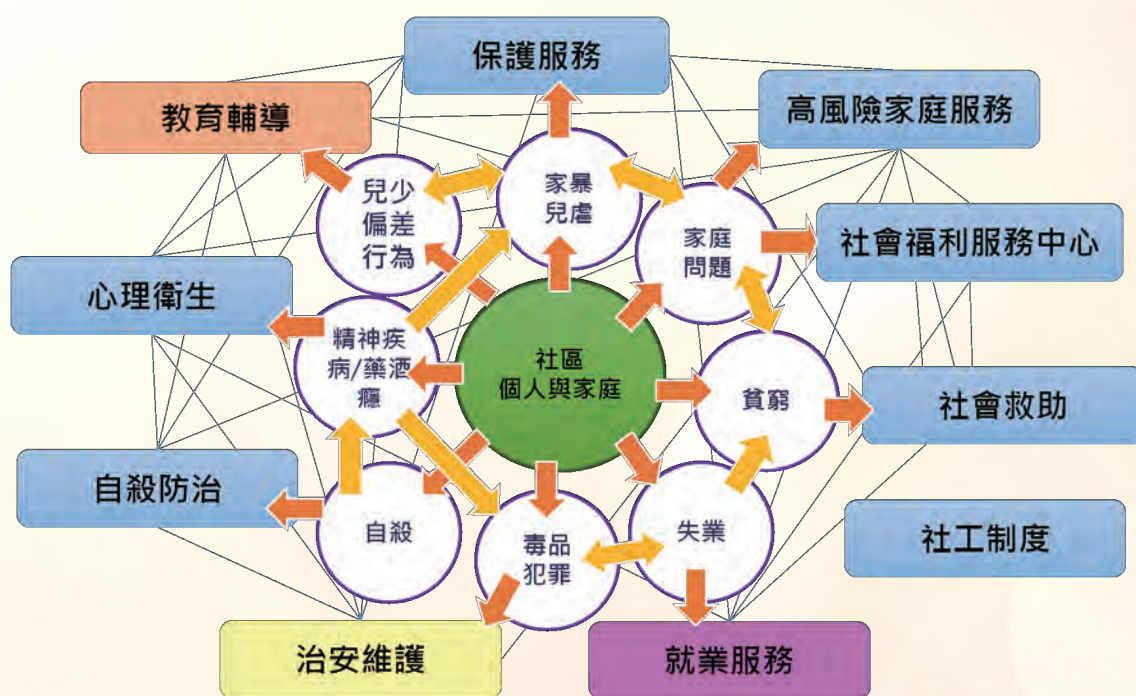 保護服務
教育輔導
高風險家庭服務
兒少
偏差
行為
家暴
兒虐
家庭
問題
社會福利服務中心
心理衛生
精神疾
病/藥酒
癮
社區
個人與家庭
貧窮
社會救助
自殺防治
自殺
毒品
犯罪
失業
社工制度
治安維護
就業服務